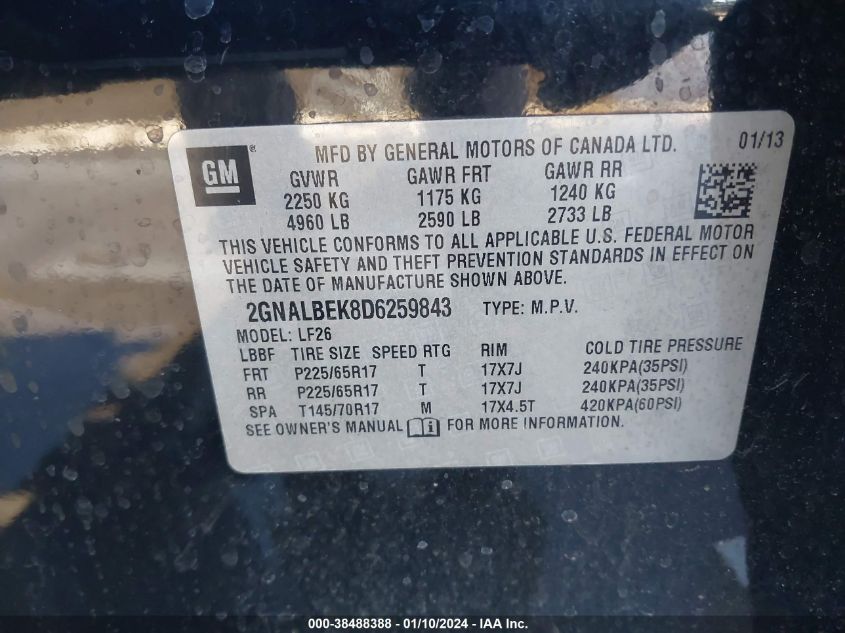 GM ®
MFD BY GENERAL MOTORS OF CANADA LTD. 01/13
GVWR GAWR FRT GAWR RR
2250 KG 1175 KG 1240 KG
4960 LB 2590 LB 2733 LB
THIS VEHICLE CONFORMS TO ALL APPLICABLE U.S. FEDERAL MOTOR
VEHICLE SAFETY AND THEFT PREVENTION STANDARDS IN EFFECT ON
THE DATE OF MANUFACTURE SHOWN ABOVE.
2GNALBEK8D6259843 TYPE: M.P.V.
MODEL: LF26
LBBF TIRE SIZE SPEED RTG RIM COLD TIRE PRESSURE
FRT P225/65R17 T 17X7J 240KPA(35PSI)
RR P225/65R17 T 17X7J 240KPA(35PSI)
SPA T145/70R17 M 17X4.5T 420KPA(60PSI)
SEE OWNER'S MANUAL FOR MORE INFORMATION.
000-38488388 - 01/10/2024 - IAA Inc.